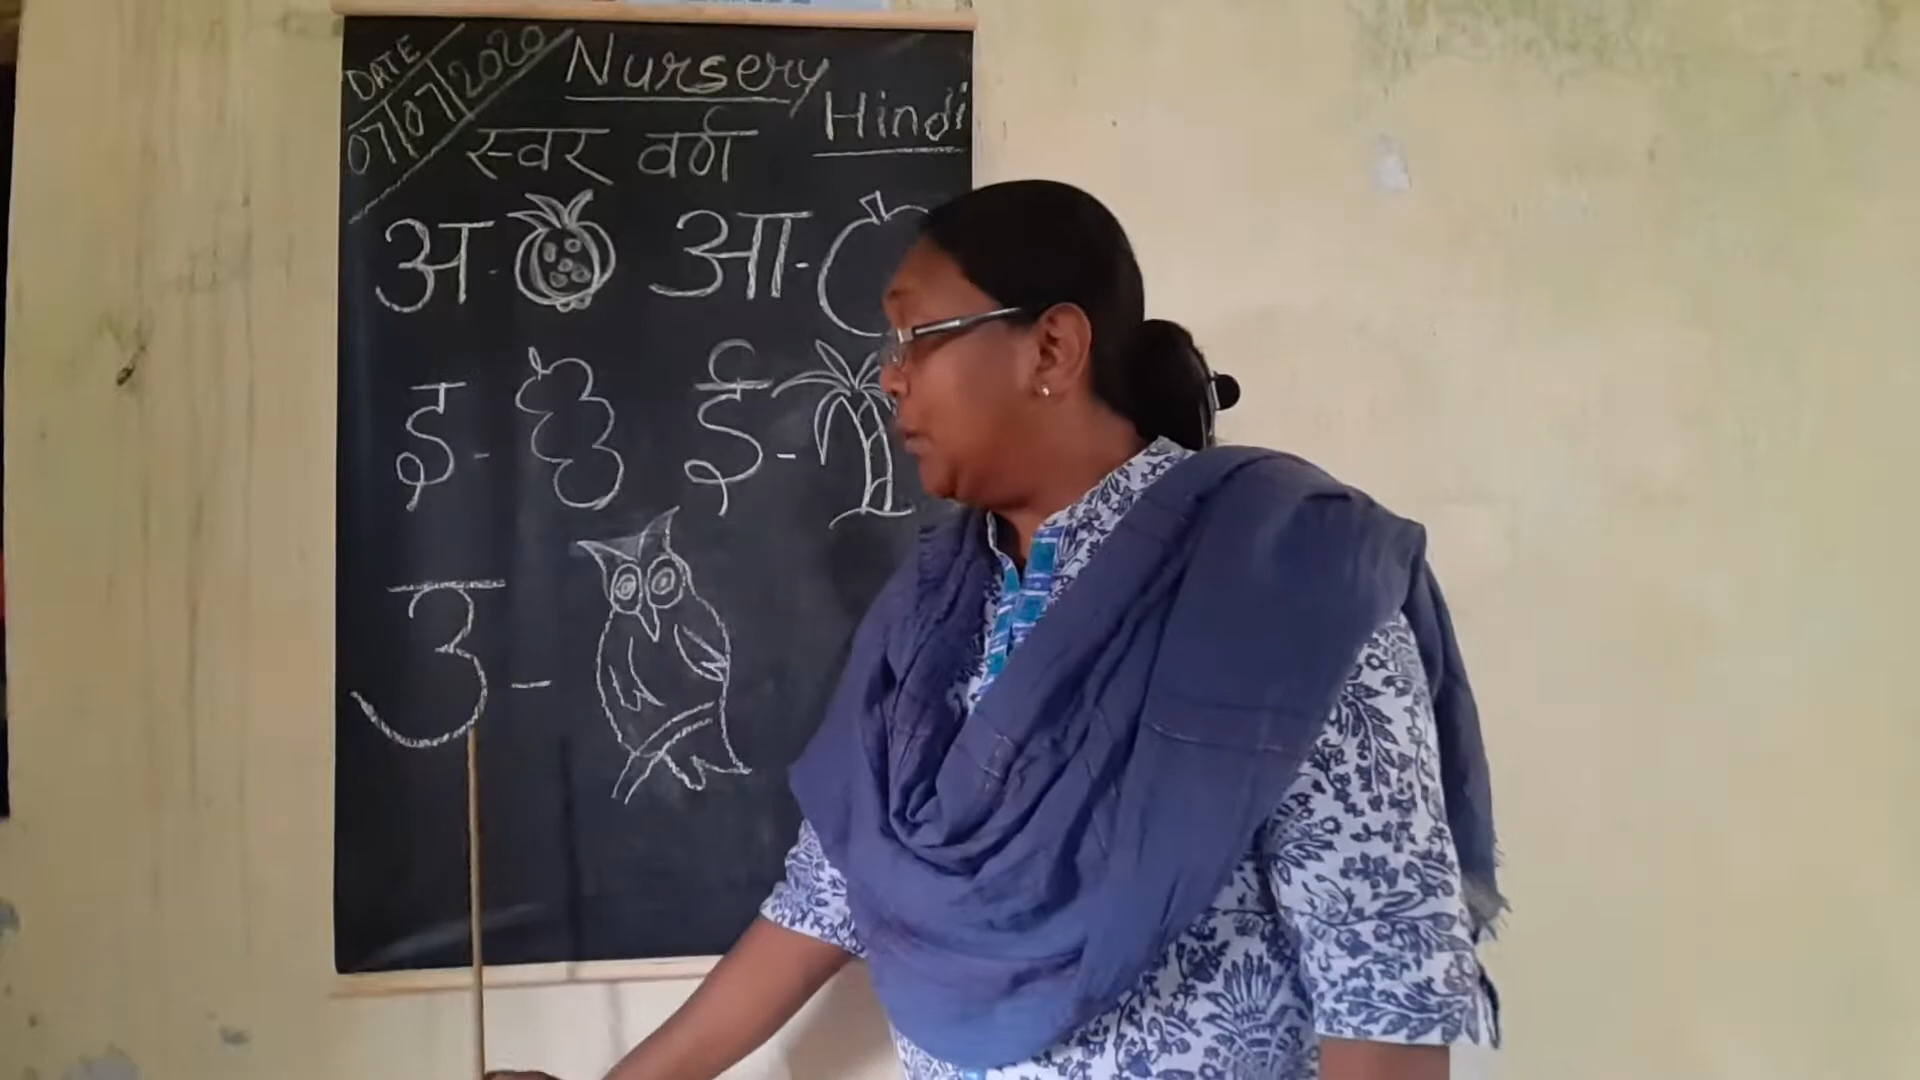 DATE
07/07/2020
Nursery
Hindi
स्वर वर्ण
अ - आ -
इ - ई -
उ -